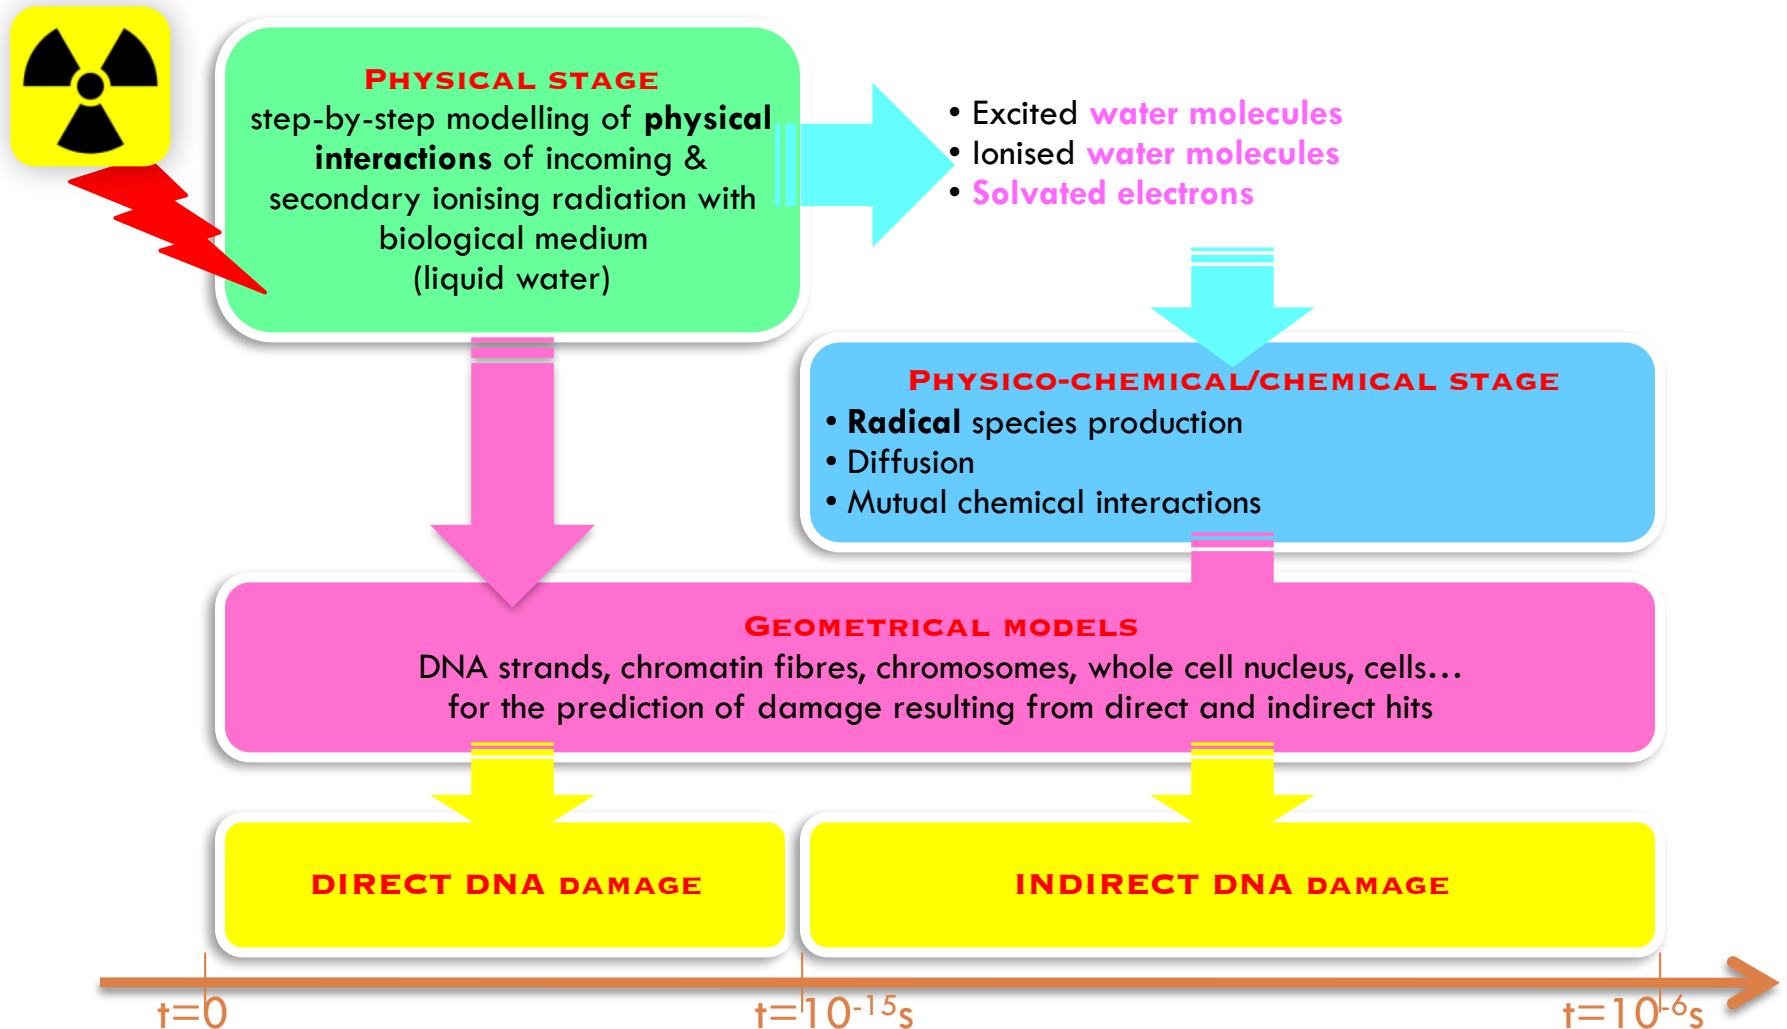 PHYSICAL STAGE
step-by-step modelling of physical
interactions of incoming &
secondary ionising radiation with
biological medium
(liquid water)
• Excited water molecules
• Ionised water molecules
• Solvated electrons
PHYSICO-CHEMICAL/CHEMICAL STAGE
• Radical species production
• Diffusion
• Mutual chemical interactions
GEOMETRICAL MODELS
DNA strands, chromatin fibres, chromosomes, whole cell nucleus, cells…
for the prediction of damage resulting from direct and indirect hits
DIRECT DNA DAMAGE
INDIRECT DNA DAMAGE
t=0
t=10⁻¹⁵s
t=10⁻⁶s